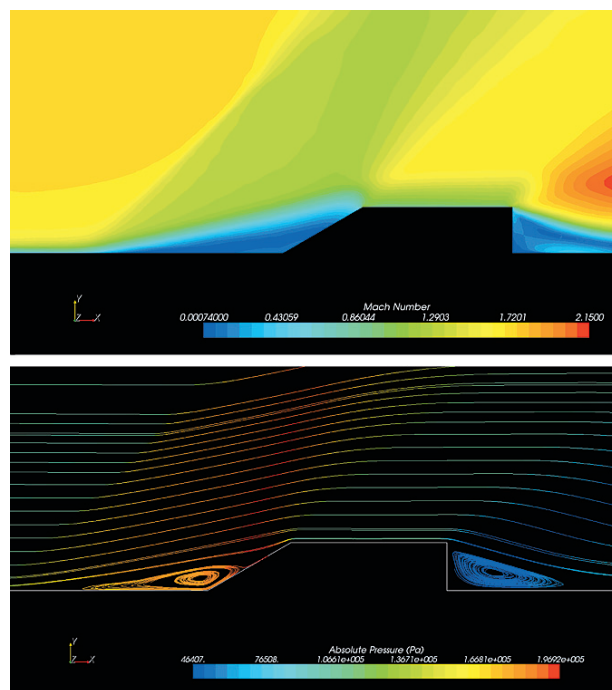 Y
Z X
Mach Number
0.00074000 0.43059 0.86044 1.2903 1.7201 2.1500
Y
Z X
Absolute Pressure (Pa)
46407. 76508. 1.0661e+005 1.3671e+005 1.6681e+005 1.9692e+005